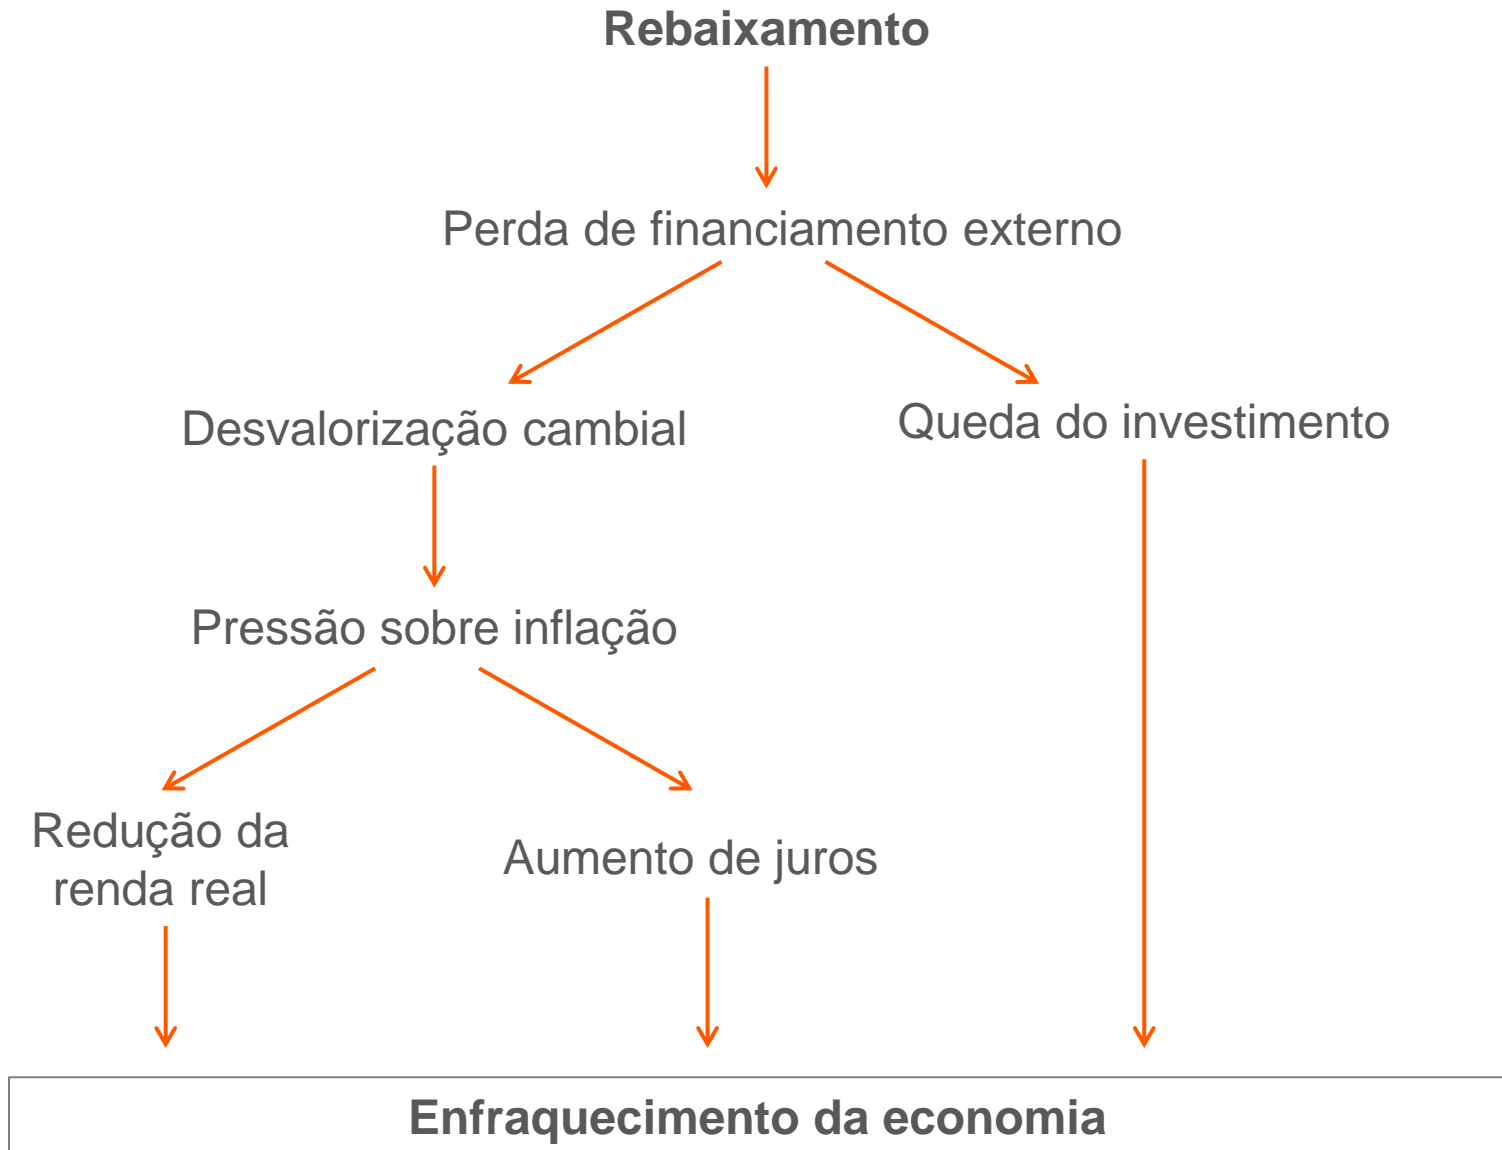 Rebaixamento
Perda de financiamento externo
Desvalorização cambial
Queda do investimento
Pressão sobre inflação
Redução da
renda real
Aumento de juros
Enfraquecimento da economia